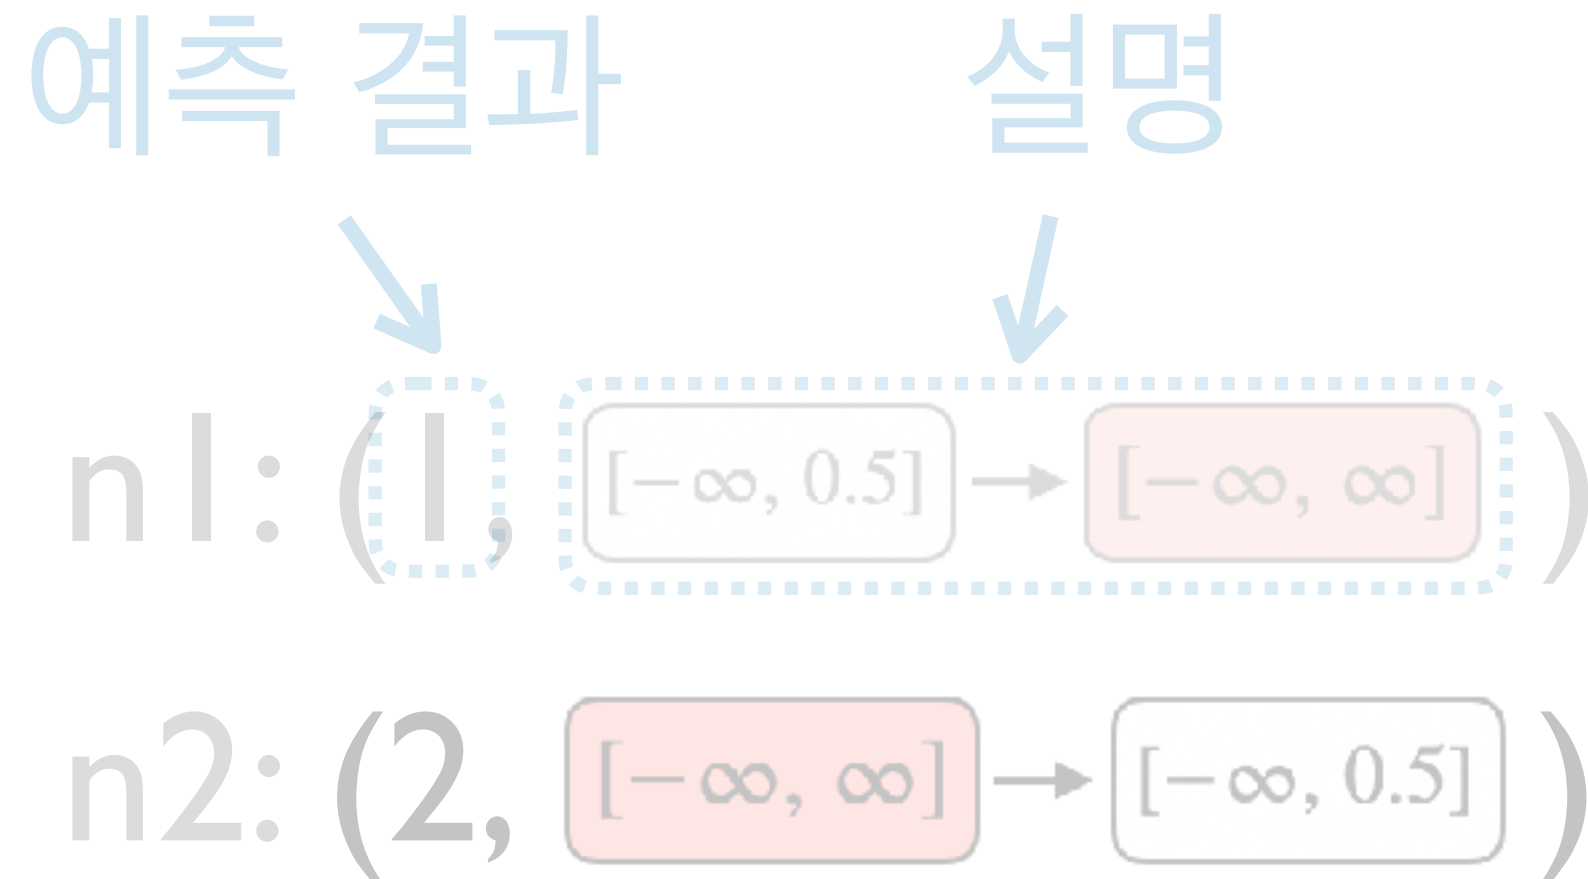 예측 결과 설명
n1: (1, [−∞, 0.5] → [−∞, ∞] )
n2: (2, [−∞, ∞] → [−∞, 0.5] )